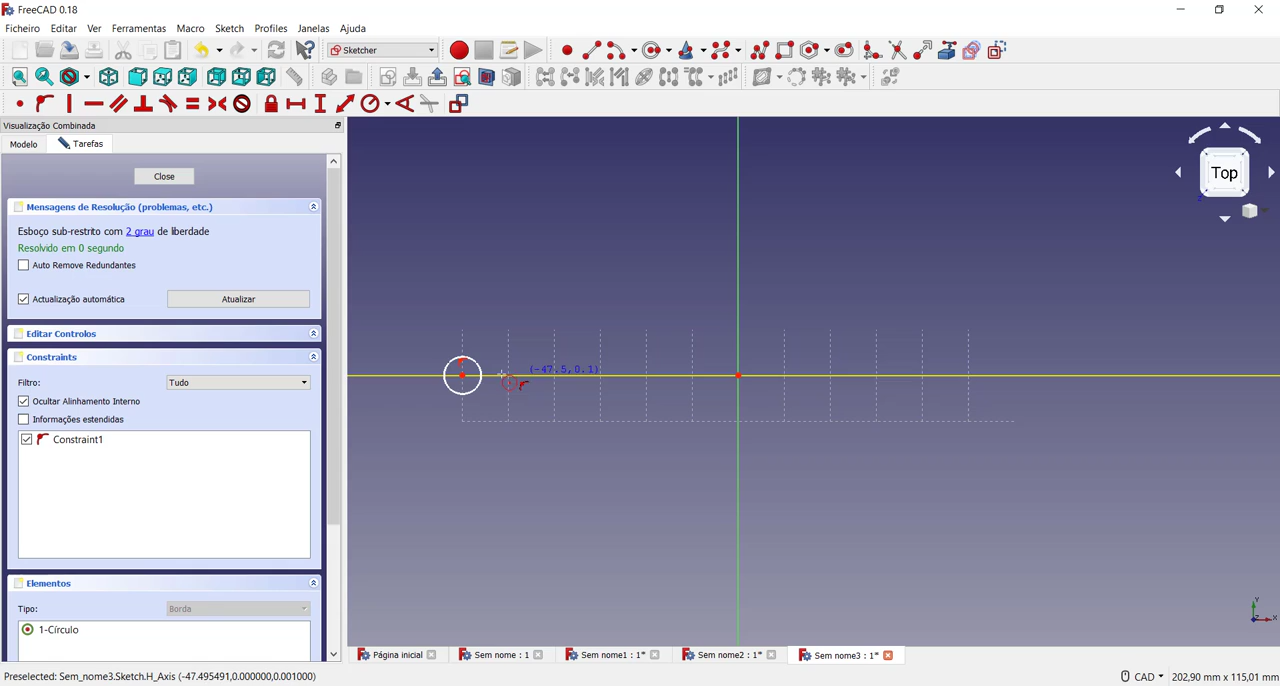 FreeCAD 0.18
Ficheiro Editar Ver Ferramentas Macro Sketch Profiles Janelas Ajuda
Sketcher
Visualização Combinada
Modelo Tarefas
Close
Mensagens de Resolução (problemas, etc.)
Esboço sub-restrito com 2 grau de liberdade
Resolvido em 0 segundo
Auto Remove Redundantes
Actualização automática Atualizar
Editar Controlos
Constraints
Filtro: Tudo
Ocultar Alinhamento Interno
Informações estendidas
Constraint1
Elementos
Tipo: Borda
1-Círculo
(-47.5,0.1)
Top
Z
Y
Z X
Página inicial Sem nome : 1 Sem nome1 : 1* Sem nome2 : 1* Sem nome3 : 1*
Preselected: Sem_nome3.Sketch.H_Axis (-47.495491,0.000000,0.001000) CAD 202,90 mm x 115,01 mm